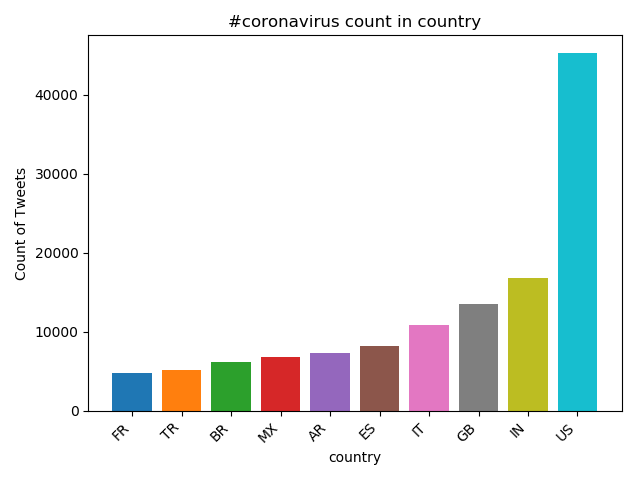 #coronavirus count in country
Count of Tweets
40000
30000
20000
10000
0
FR
TR
BR
MX
AR
ES
IT
GB
IN
US
country